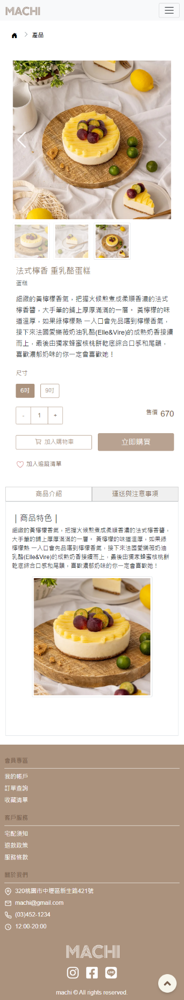 MACHI
產品
法式檸香 重乳酪蛋糕
蛋糕
細緻的黃檸檬香氣，把握火候熬煮成柔順香濃的法式
檸香醬，大手筆的鋪上厚厚滿滿的一層。 黃檸檬的味
道溫厚，如果綠檸檬熱 一入口會先品嚐到檸檬香氣，
接下來法國愛樂薇奶油乳酪(Elle&Vire)的成熟奶香接續
而上，最後由獨家蜂蜜核桃餅乾底綜合口感和尾韻，
喜歡濃郁奶味的你一定會喜歡她！
尺寸
6吋 9吋
- 1 + 售價 670
加入購物車 立即購買
加入追蹤清單
商品介紹 運送與注意事項
｜商品特色｜
細緻的黃檸檬香氣，把握火候熬煮成柔順香濃的法式檸香醬，
大手筆的鋪上厚厚滿滿的一層。 黃檸檬的味道溫厚，如果綠
檸檬熱 一入口會先品嚐到檸檬香氣，接下來法國愛樂薇奶油
乳酪(Elle&Vire)的成熟奶香接續而上，最後由獨家蜂蜜核桃餅
乾底綜合口感和尾韻，喜歡濃郁奶味的你一定會喜歡她！
會員專區
我的帳戶
訂單查詢
收藏清單
客戶服務
宅配須知
退款政策
服務條款
關於我們
320桃園市中壢區新生路421號
machi@gmail.com
(03)452-1234
12:00-20:00
MACHI
LINE
machi © All rights reserved.